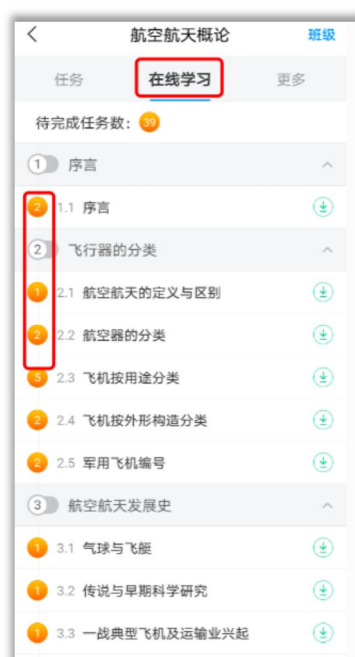 航空航天概论 班级
任务 在线学习 更多
待完成任务数: 39
1 序言
2 1.1 序言
2 飞行器的分类
1 2.1 航空航天的定义与区别
2 2.2 航空器的分类
5 2.3 飞机按用途分类
2 2.4 飞机按外形构造分类
2 2.5 军用飞机编号
3 航空航天发展史
1 3.1 气球与飞艇
1 3.2 传说与早期科学研究
1 3.3 一战典型飞机及运输业兴起